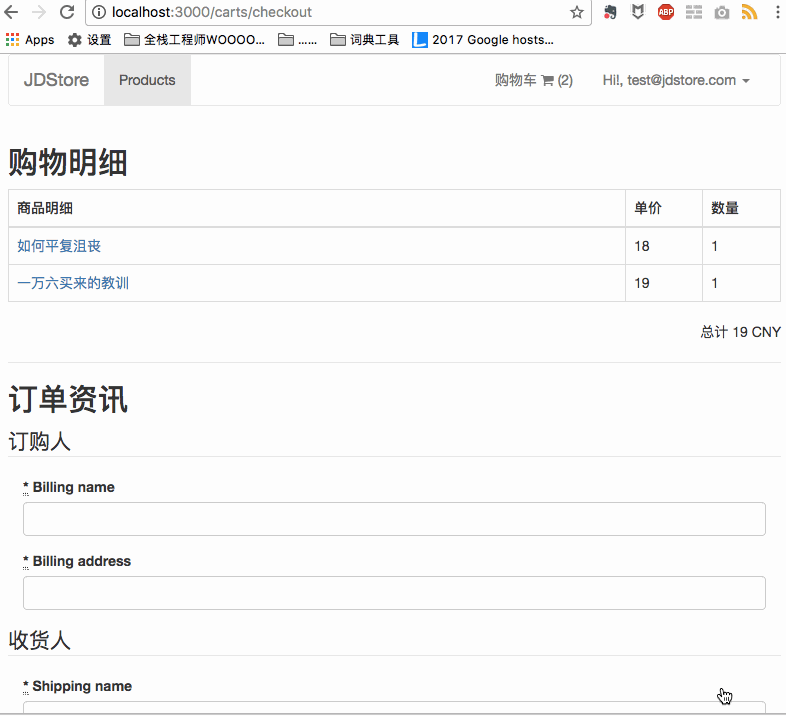 localhost:3000/carts/checkout
ABP
Apps 设置 全栈工程师WOOOO... ...... 词典工具 L 2017 Google hosts...
JDStore Products 购物车 (2) Hi!, test@jdstore.com
购物明细
商品明细 单价 数量
如何平复沮丧 18 1
一万六买来的教训 19 1
总计 19 CNY
订单资讯
订购人
* Billing name
* Billing address
收货人
* Shipping name